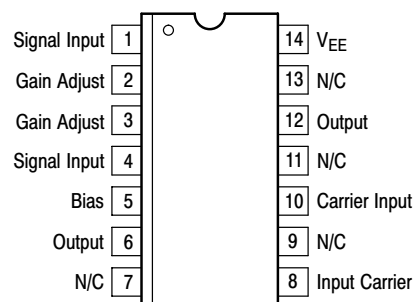 Signal Input 1 14 VEE
Gain Adjust 2 13 N/C
Gain Adjust 3 12 Output
Signal Input 4 11 N/C
Bias 5 10 Carrier Input
Output 6 9 N/C
N/C 7 8 Input Carrier